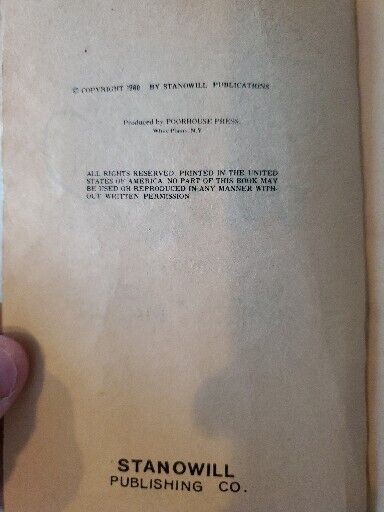 © COPYRIGHT 1960 BY STANOWILL PUBLICATIONS
Produced by POORHOUSE PRESS.
White Plains, N.Y.
ALL RIGHTS RESERVED. PRINTED IN THE UNITED
STATES OF AMERICA. NO PART OF THIS BOOK MAY
BE USED OR REPRODUCED IN ANY MANNER WITH-
OUT WRITTEN PERMISSION
STANOWILL
PUBLISHING CO.